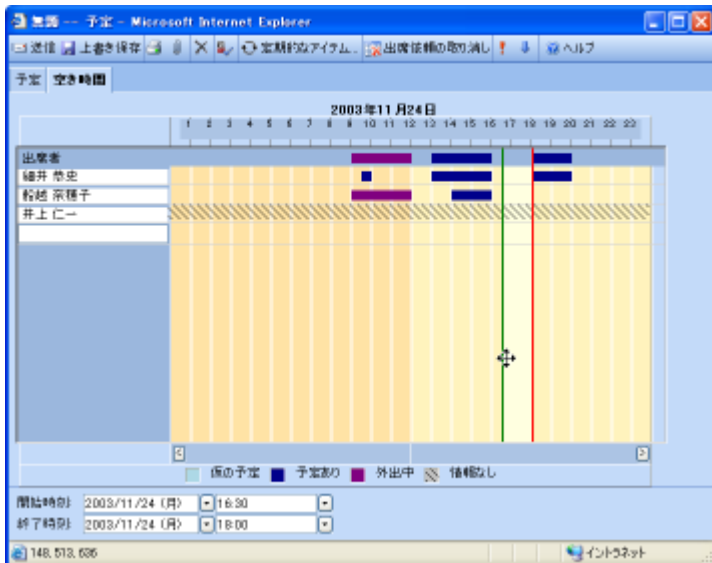 無題 -- 予定 - Microsoft Internet Explorer
送信 上書き保存 定期的なアイテム... 出席依頼の取り消し ヘルプ
予定 空き時間
2003年11月24日
1 2 3 4 5 6 7 8 9 10 11 12 13 14 15 16 17 18 19 20 21 22 23
出席者
細井 恭史
船越 奈穂子
井上 仁一
仮の予定 予定あり 外出中 情報なし
開始時刻: 2003/11/24 (月) 16:30
終了時刻: 2003/11/24 (月) 18:00
148, 513, 636 イントラネット